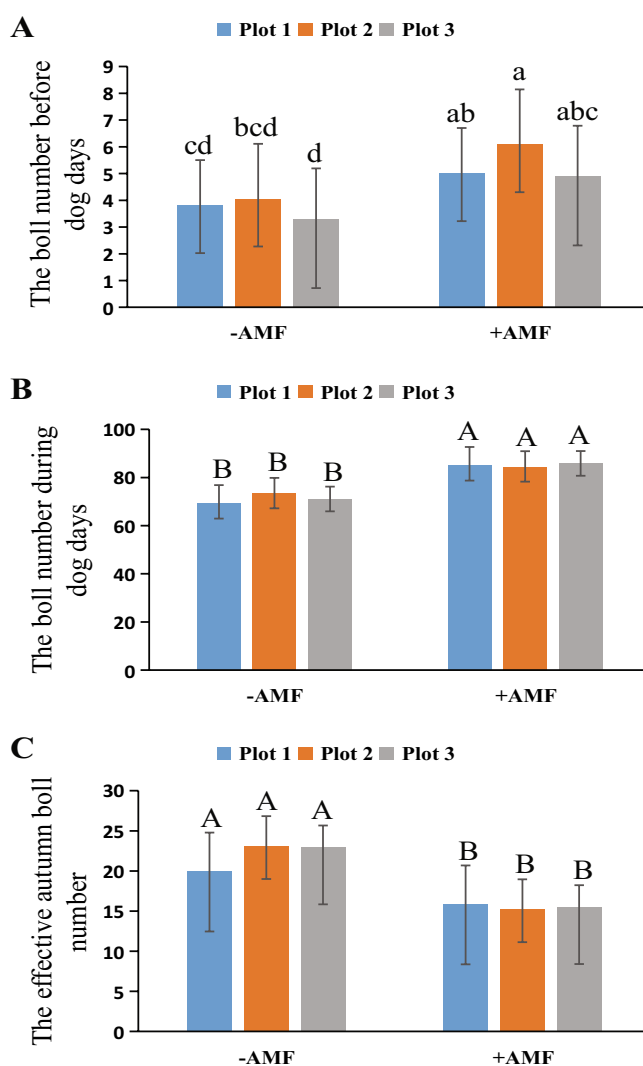 A
Plot 1 Plot 2 Plot 3
The boll number before
dog days
9
8
7
6
5
4
3
2
1
0
cd
bcd
d
ab
a
abc
-AMF
+AMF
B
Plot 1 Plot 2 Plot 3
The boll number during
dog days
100
80
60
40
20
0
B
B
B
A
A
A
-AMF
+AMF
C
Plot 1 Plot 2 Plot 3
The effective autumn boll
number
30
25
20
15
10
5
0
A
A
A
B
B
B
-AMF
+AMF